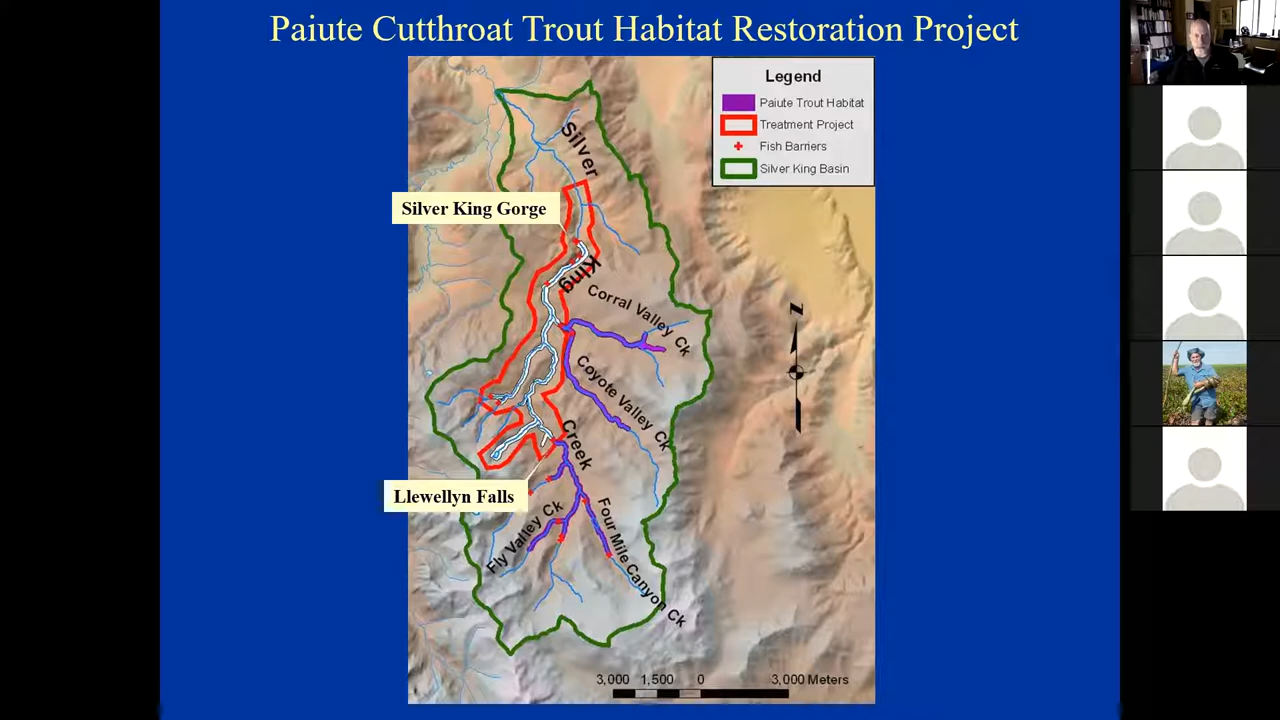 Paiute Cutthroat Trout Habitat Restoration Project
Legend
Paiute Trout Habitat
Treatment Project
Fish Barriers
Silver King Basin
Silver
Silver King Gorge
King
Corral Valley Ck
N
Coyote Valley Ck
Creek
Llewellyn Falls
Fly Valley Ck
Four Mile Canyon Ck
3,000 1,500 0 3,000 Meters